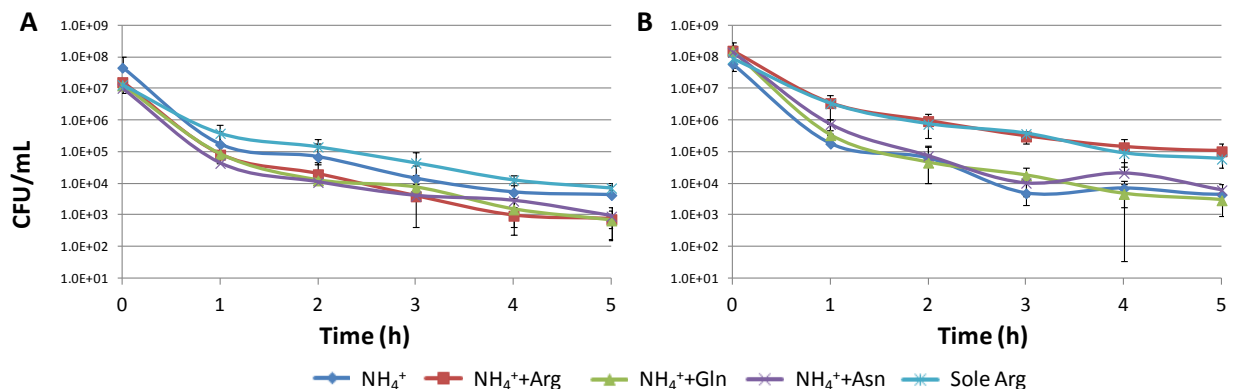 A
B
1.0E+09
1.0E+08
1.0E+07
1.0E+06
1.0E+05
1.0E+04
1.0E+03
1.0E+02
1.0E+01
CFU/mL
0 1 2 3 4 5
Time (h)
1.0E+09
1.0E+08
1.0E+07
1.0E+06
1.0E+05
1.0E+04
1.0E+03
1.0E+02
1.0E+01
0 1 2 3 4 5
Time (h)
NH₄⁺ NH₄⁺+Arg NH₄⁺+Gln NH₄⁺+Asn Sole Arg